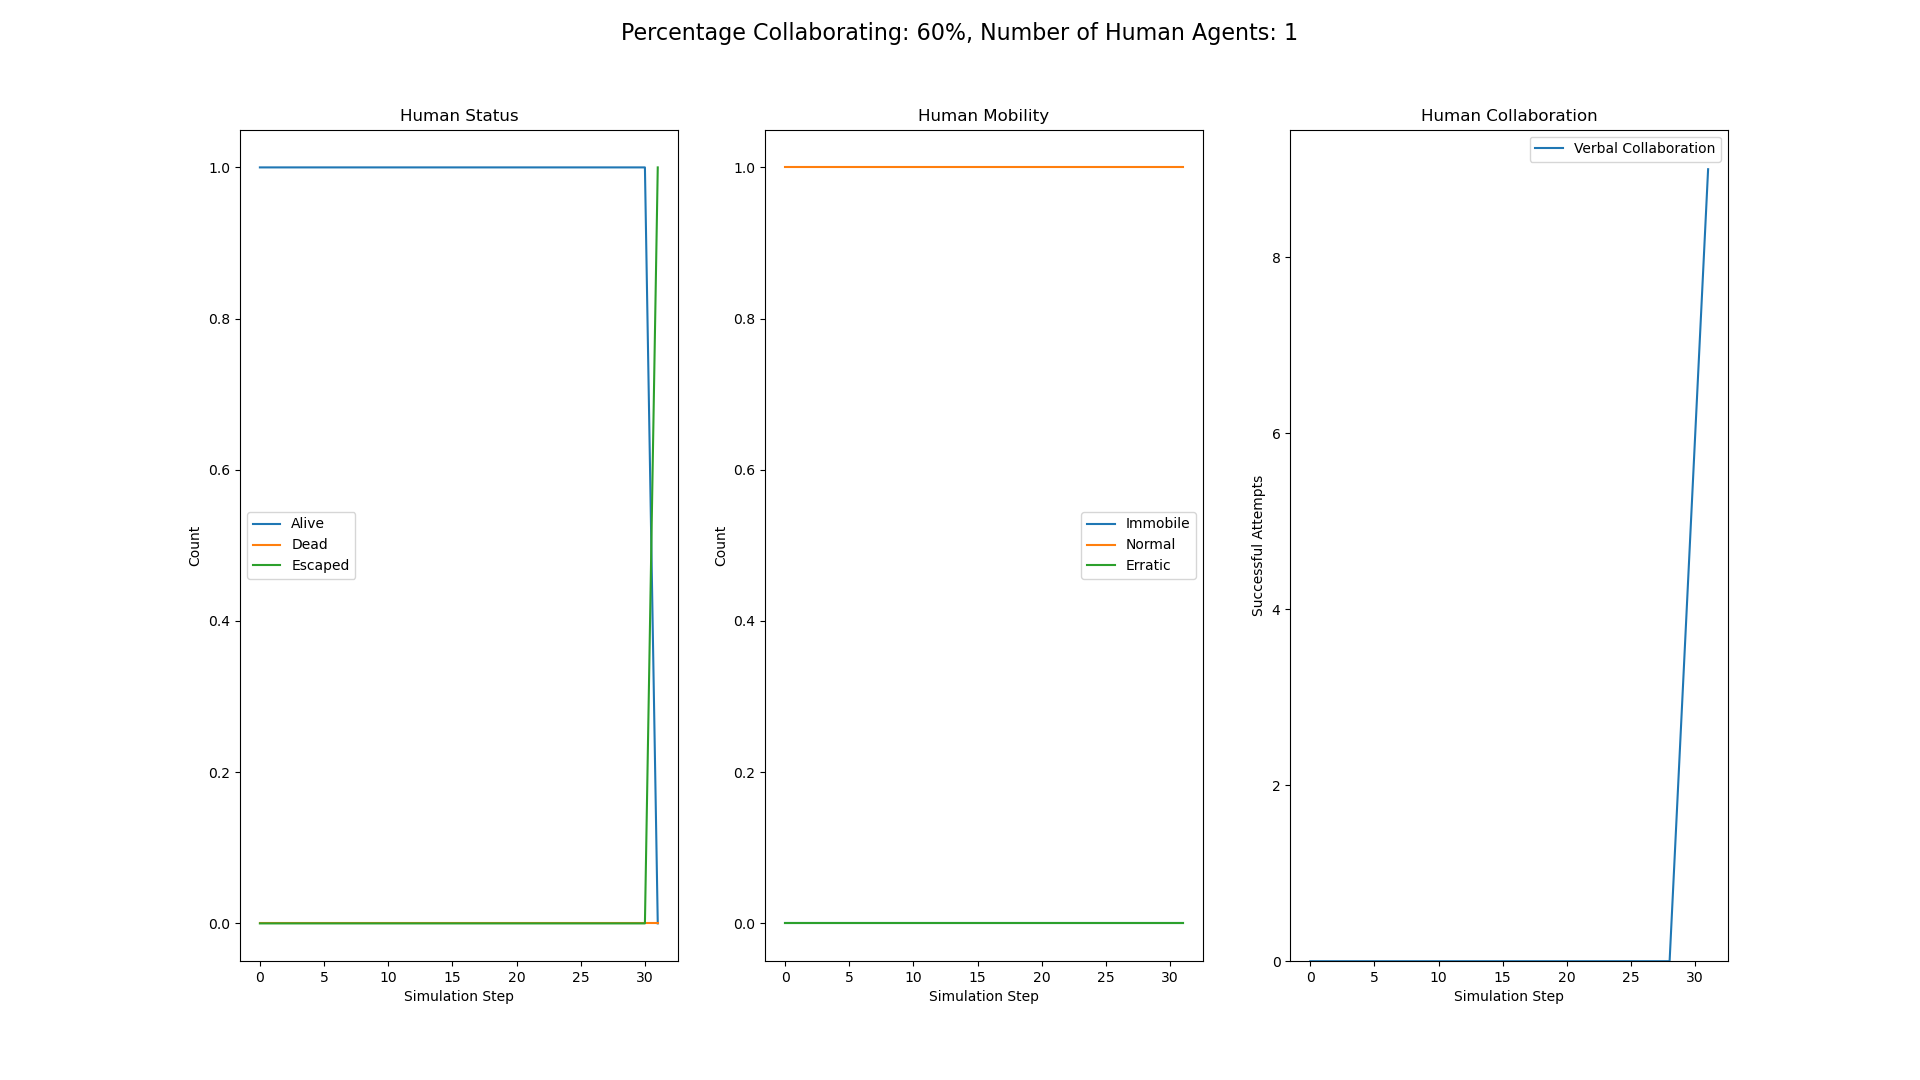 Percentage Collaborating: 60%, Number of Human Agents: 1
Human Status
1.0
0.8
0.6
0.4
0.2
0.0
Count
Alive
Dead
Escaped
0 5 10 15 20 25 30
Simulation Step
Human Mobility
1.0
0.8
0.6
0.4
0.2
0.0
Count
Immobile
Normal
Erratic
0 5 10 15 20 25 30
Simulation Step
Human Collaboration
Verbal Collaboration
8
6
4
2
0
Successful Attempts
0 5 10 15 20 25 30
Simulation Step